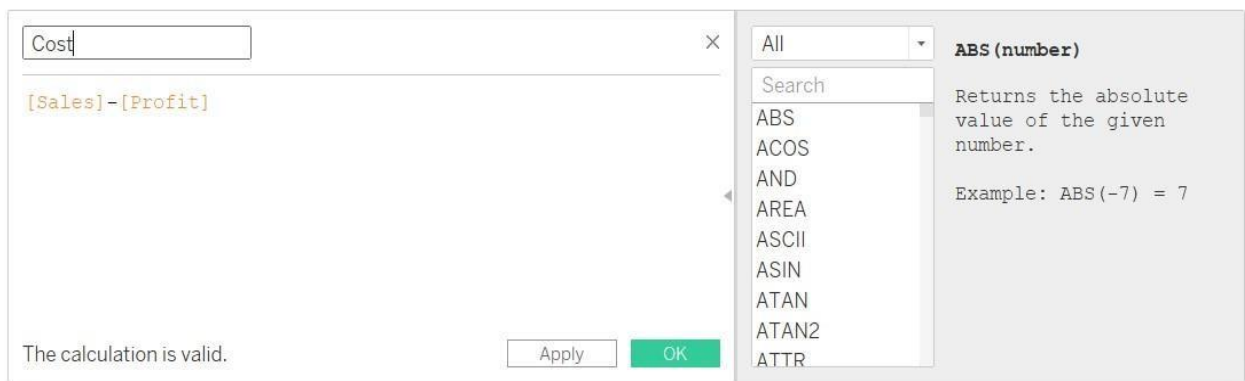 Cost
[Sales]-[Profit]
The calculation is valid.
Apply
OK
All
Search
ABS
ACOS
AND
AREA
ASCII
ASIN
ATAN
ATAN2
ATTR
ABS(number)
Returns the absolute
value of the given
number.
Example: ABS(-7) = 7